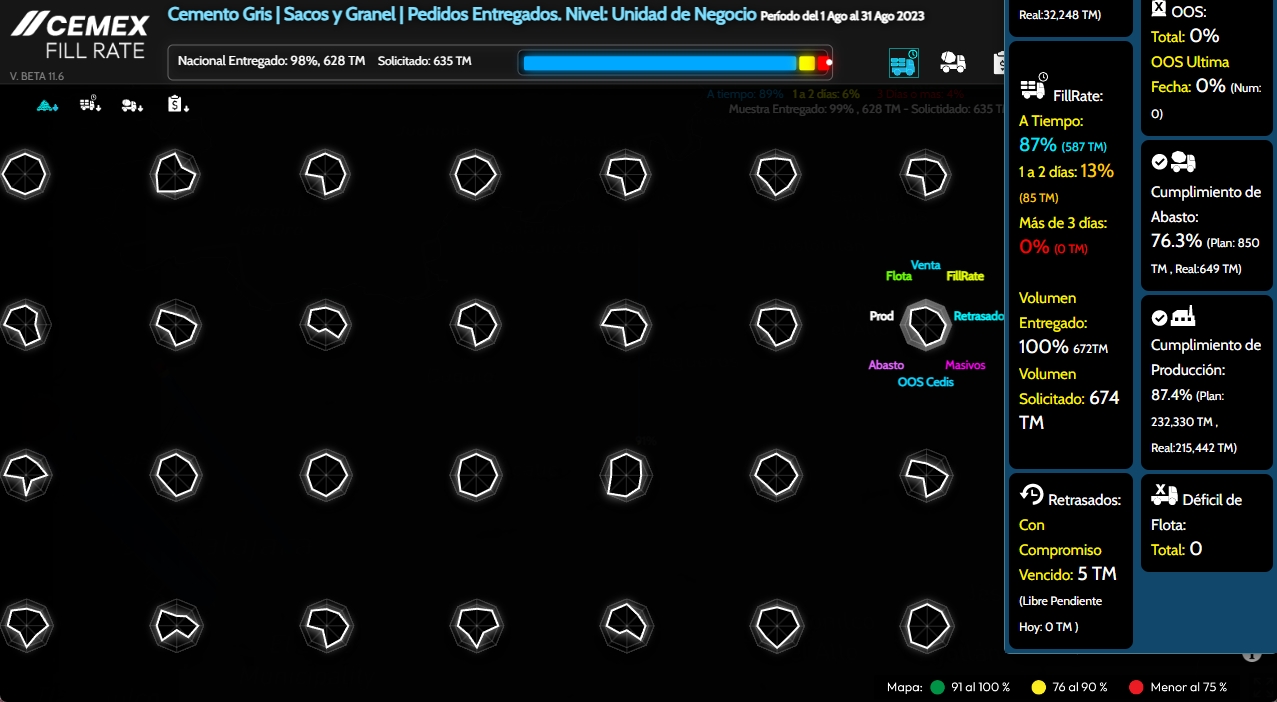 CEMEX
FILL RATE
V. BETA 11.6
Cemento Gris | Sacos y Granel | Pedidos Entregados. Nivel: Unidad de Negocio Período del 1 Ago al 31 Ago 2023
Nacional Entregado: 98%, 628 TM Solicitado: 635 TM
A tiempo: 89% 1 a 2 días: 6% 3 Días o más: 4%
Muestra Entregado: 99% , 628 TM - Solictidado: 635 T
Venta
Flota
FillRate
Prod
Retrasado
Abasto
Masivos
OOS Cedis
Real:32,248 TM)
FillRate:
A Tiempo:
87% (587 TM)
1 a 2 días: 13%
(85 TM)
Más de 3 días:
0% (0 TM)
Volumen
Entregado:
100% 672TM
Volumen
Solicitado: 674
TM
Retrasados:
Con
Compromiso
Vencido: 5 TM
(Libre Pendiente
Hoy: 0 TM )
OOS:
Total: 0%
OOS Ultima
Fecha: 0% (Num:
0)
Cumplimiento de
Abasto:
76.3% (Plan: 850
TM , Real:649 TM)
Cumplimiento de
Producción:
87.4% (Plan:
232,330 TM ,
Real:215,442 TM)
Déficil de
Flota:
Total: 0
Mapa: 91 al 100 % 76 al 90 % Menor al 75 %